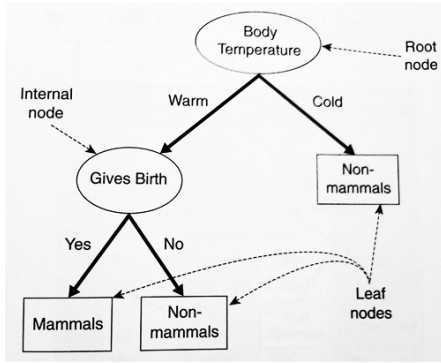 Body
Temperature
Root
node
Internal
node
Warm
Cold
Gives Birth
Non-
mammals
Yes
No
Mammals
Non-
mammals
Leaf
nodes